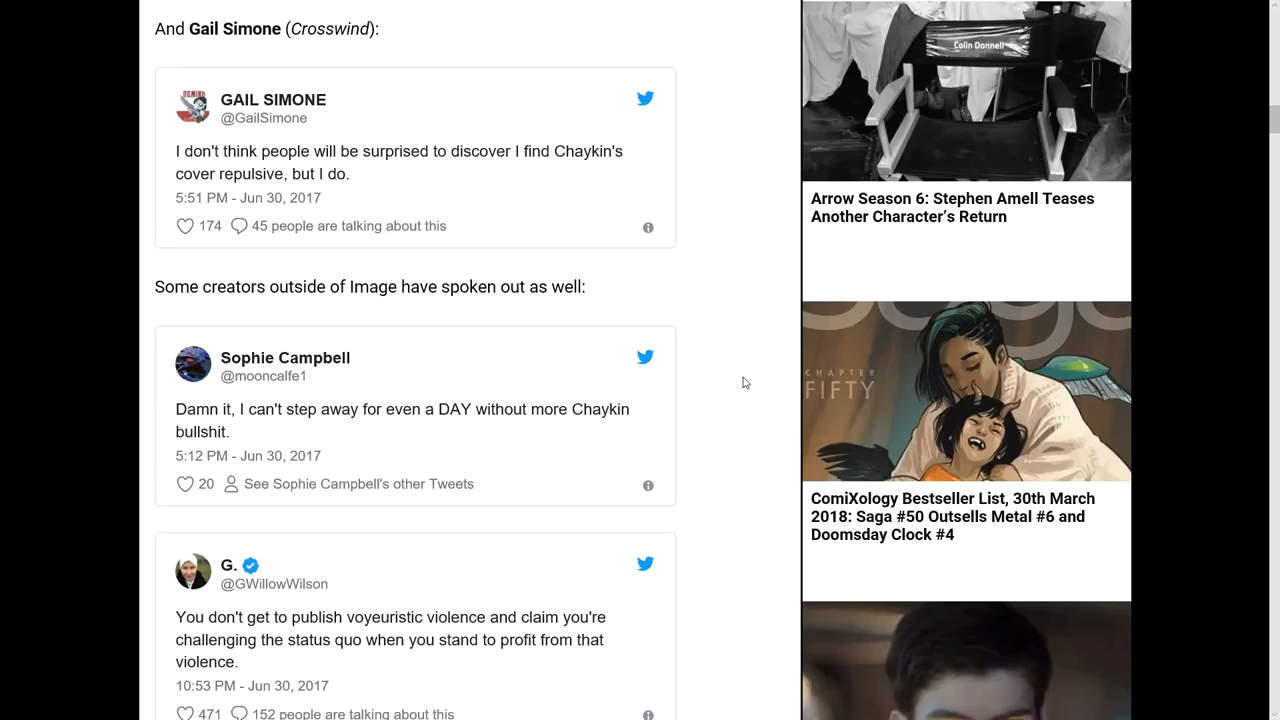 And Gail Simone (Crosswind):
GAIL SIMONE
@GailSimone
I don't think people will be surprised to discover I find Chaykin's
cover repulsive, but I do.
5:51 PM - Jun 30, 2017
174 45 people are talking about this
Some creators outside of Image have spoken out as well:
Sophie Campbell
@mooncalfe1
Damn it, I can't step away for even a DAY without more Chaykin
bullshit.
5:12 PM - Jun 30, 2017
20 See Sophie Campbell's other Tweets
G.
@GWillowWilson
You don't get to publish voyeuristic violence and claim you're
challenging the status quo when you stand to profit from that
violence.
10:53 PM - Jun 30, 2017
471 152 people are talking about this
Colin Donnell
Arrow Season 6: Stephen Amell Teases
Another Character's Return
CHAPTER
FIFTY
ComiXology Bestseller List, 30th March
2018: Saga #50 Outsells Metal #6 and
Doomsday Clock #4